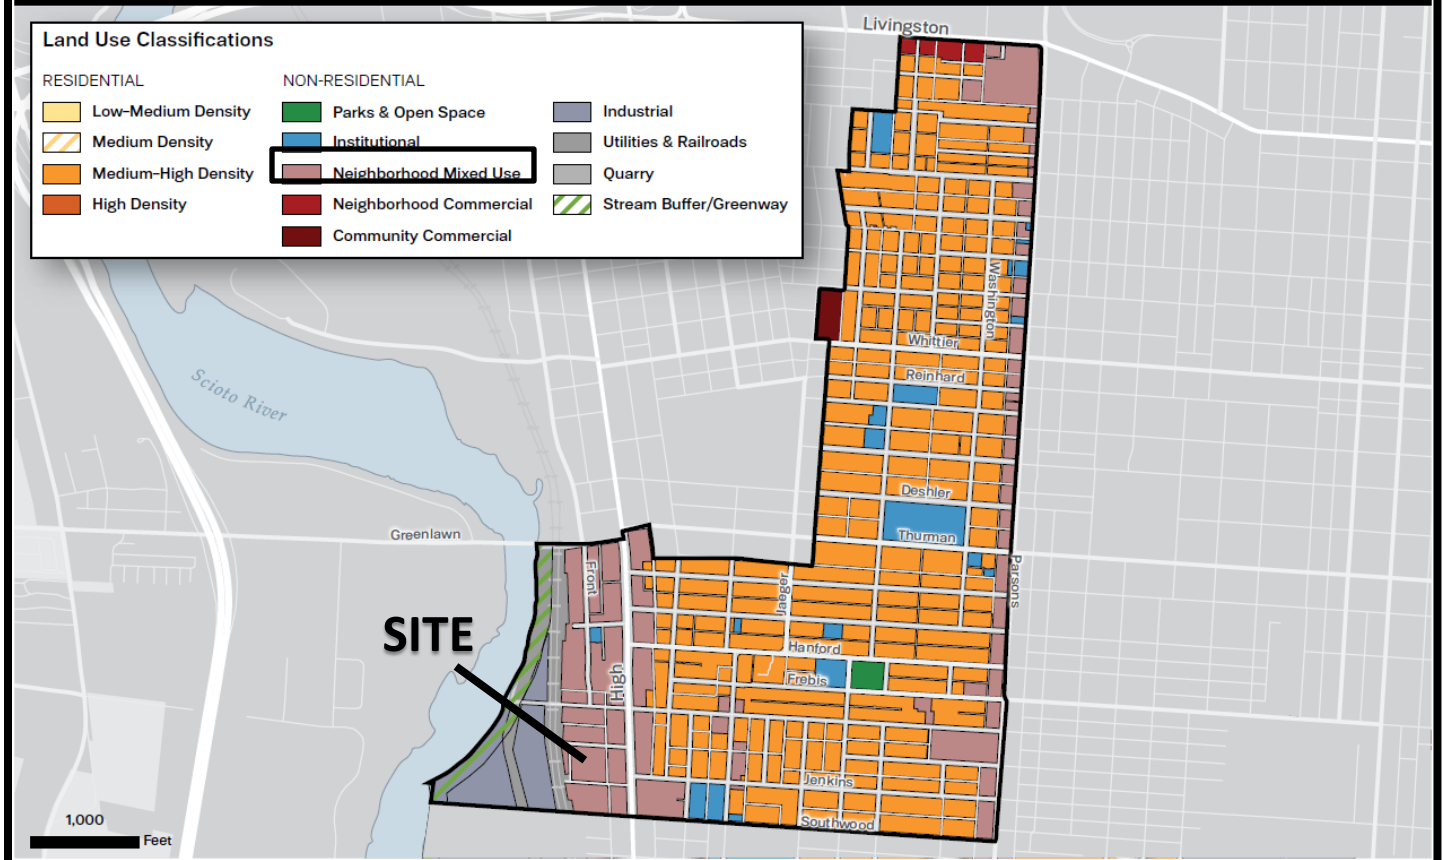 Livingston
Land Use Classifications
RESIDENTIAL
NON-RESIDENTIAL
Low-Medium Density
Parks & Open Space
Industrial
Medium Density
Institutional
Utilities & Railroads
Medium-High Density
Neighborhood Mixed Use
Quarry
High Density
Neighborhood Commercial
Stream Buffer/Greenway
Community Commercial
Washington
Whittier
Reinhard
Scioto River
Deshler
Thurman
Greenlawn
Front
Jaeger
Parsons
SITE
Hanford
High
Frebis
Jenkins
Southwood
1,000
Feet